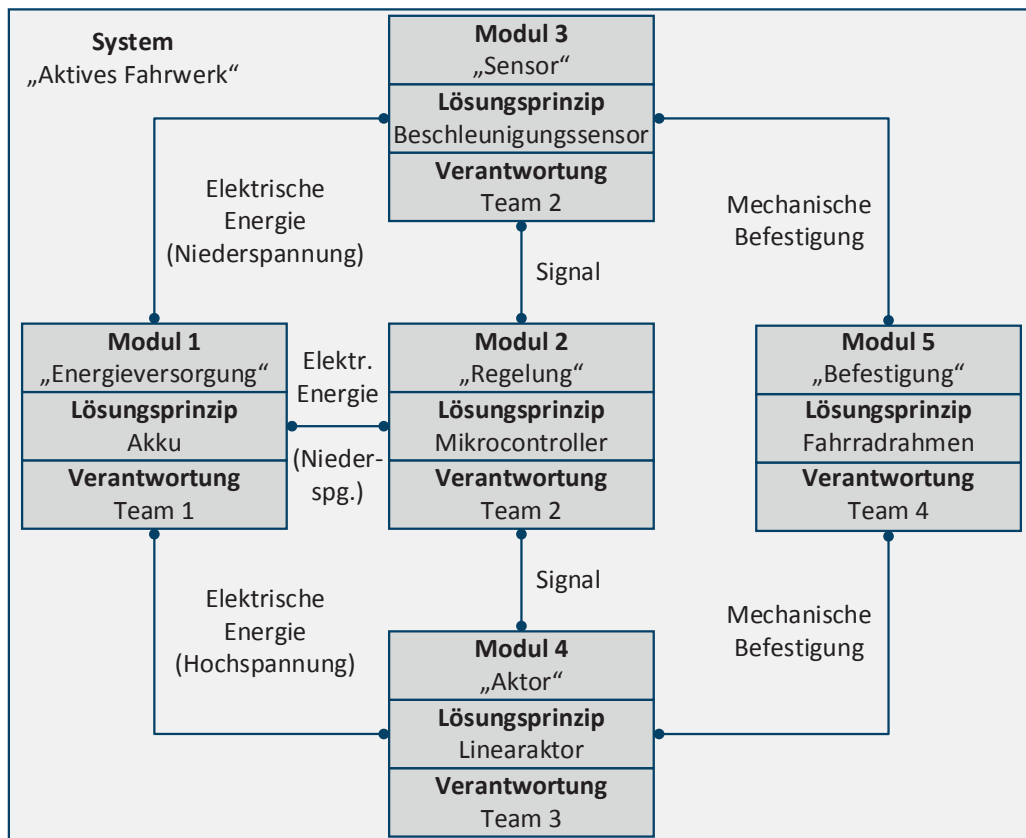 System
„Aktives Fahrwerk“
Modul 3
„Sensor“
Lösungsprinzip
Beschleunigungssensor
Verantwortung
Team 2
Elektrische
Energie
(Niederspannung)
Signal
Mechanische
Befestigung
Modul 1
„Energieversorgung“
Lösungsprinzip
Akku
Verantwortung
Team 1
Elektr.
Energie
(Nieder-
spg.)
Modul 2
„Regelung“
Lösungsprinzip
Mikrocontroller
Verantwortung
Team 2
Modul 5
„Befestigung“
Lösungsprinzip
Fahrradrahmen
Verantwortung
Team 4
Elektrische
Energie
(Hochspannung)
Signal
Mechanische
Befestigung
Modul 4
„Aktor“
Lösungsprinzip
Linearaktor
Verantwortung
Team 3